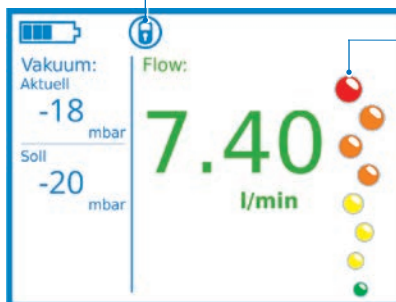 Vakuum:
Aktuell
-18
mbar
Soll
-20
mbar
Flow:
7.40
l/min